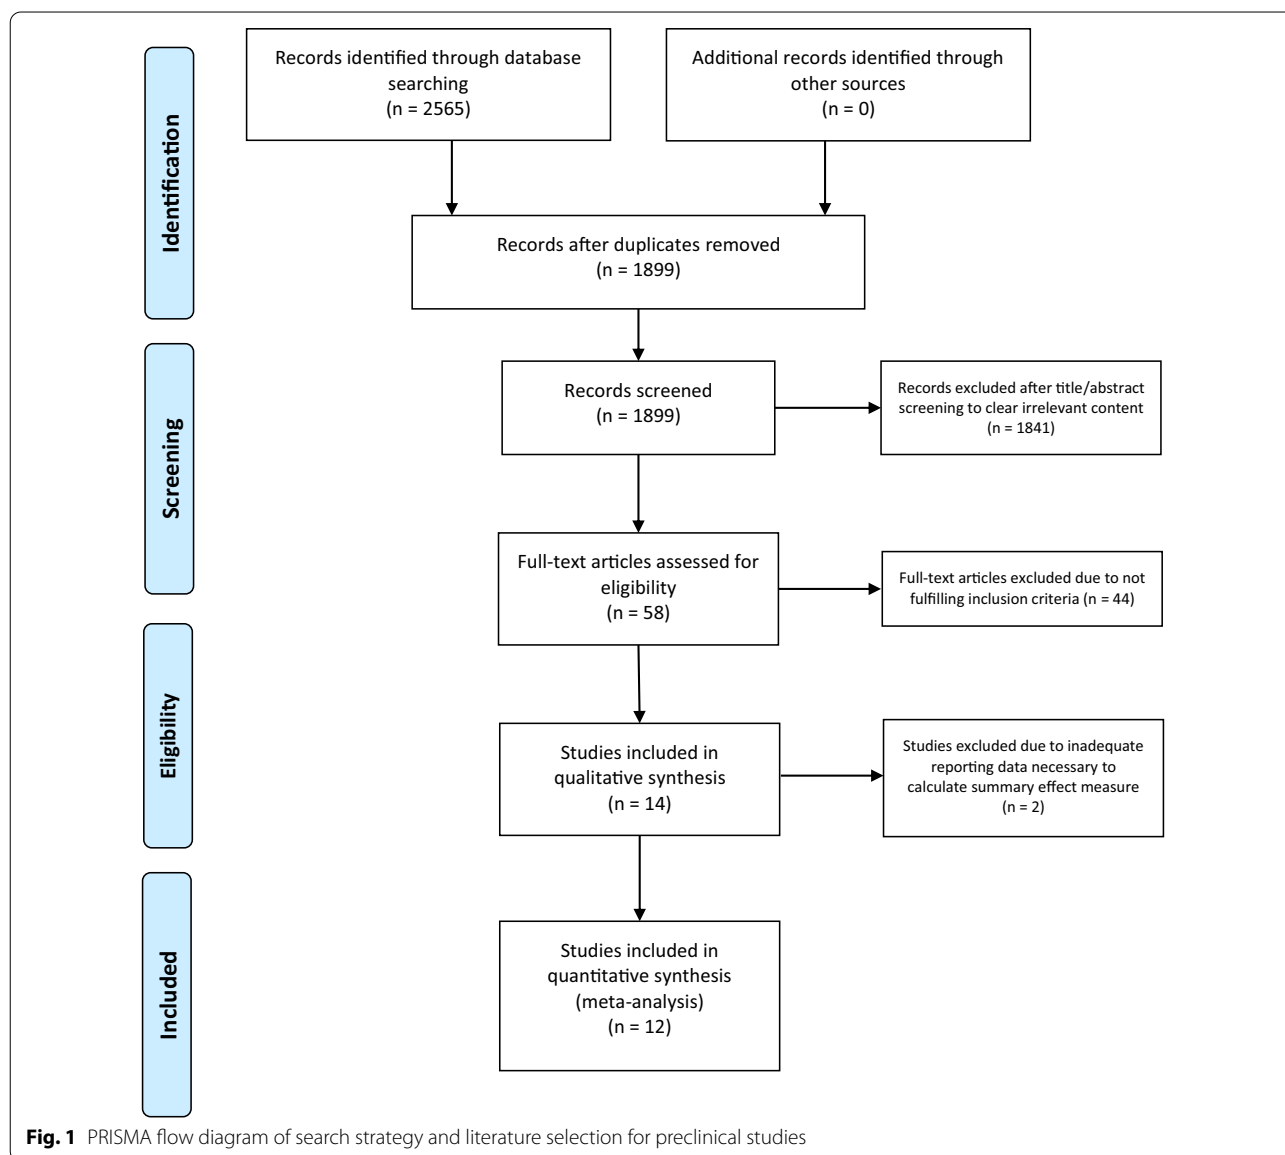 Records identified through database
searching
(n = 2565)
Additional records identified through
other sources
(n = 0)
Identification
Records after duplicates removed
(n = 1899)
Screening
Records screened
(n = 1899)
Records excluded after title/abstract
screening to clear irrelevant content
(n = 1841)
Full-text articles assessed for
eligibility
(n = 58)
Full-text articles excluded due to not
fulfilling inclusion criteria (n = 44)
Eligibility
Studies included in
qualitative synthesis
(n = 14)
Studies excluded due to inadequate
reporting data necessary to
calculate summary effect measure
(n = 2)
Included
Studies included in
quantitative synthesis
(meta-analysis)
(n = 12)
Fig. 1 PRISMA flow diagram of search strategy and literature selection for preclinical studies